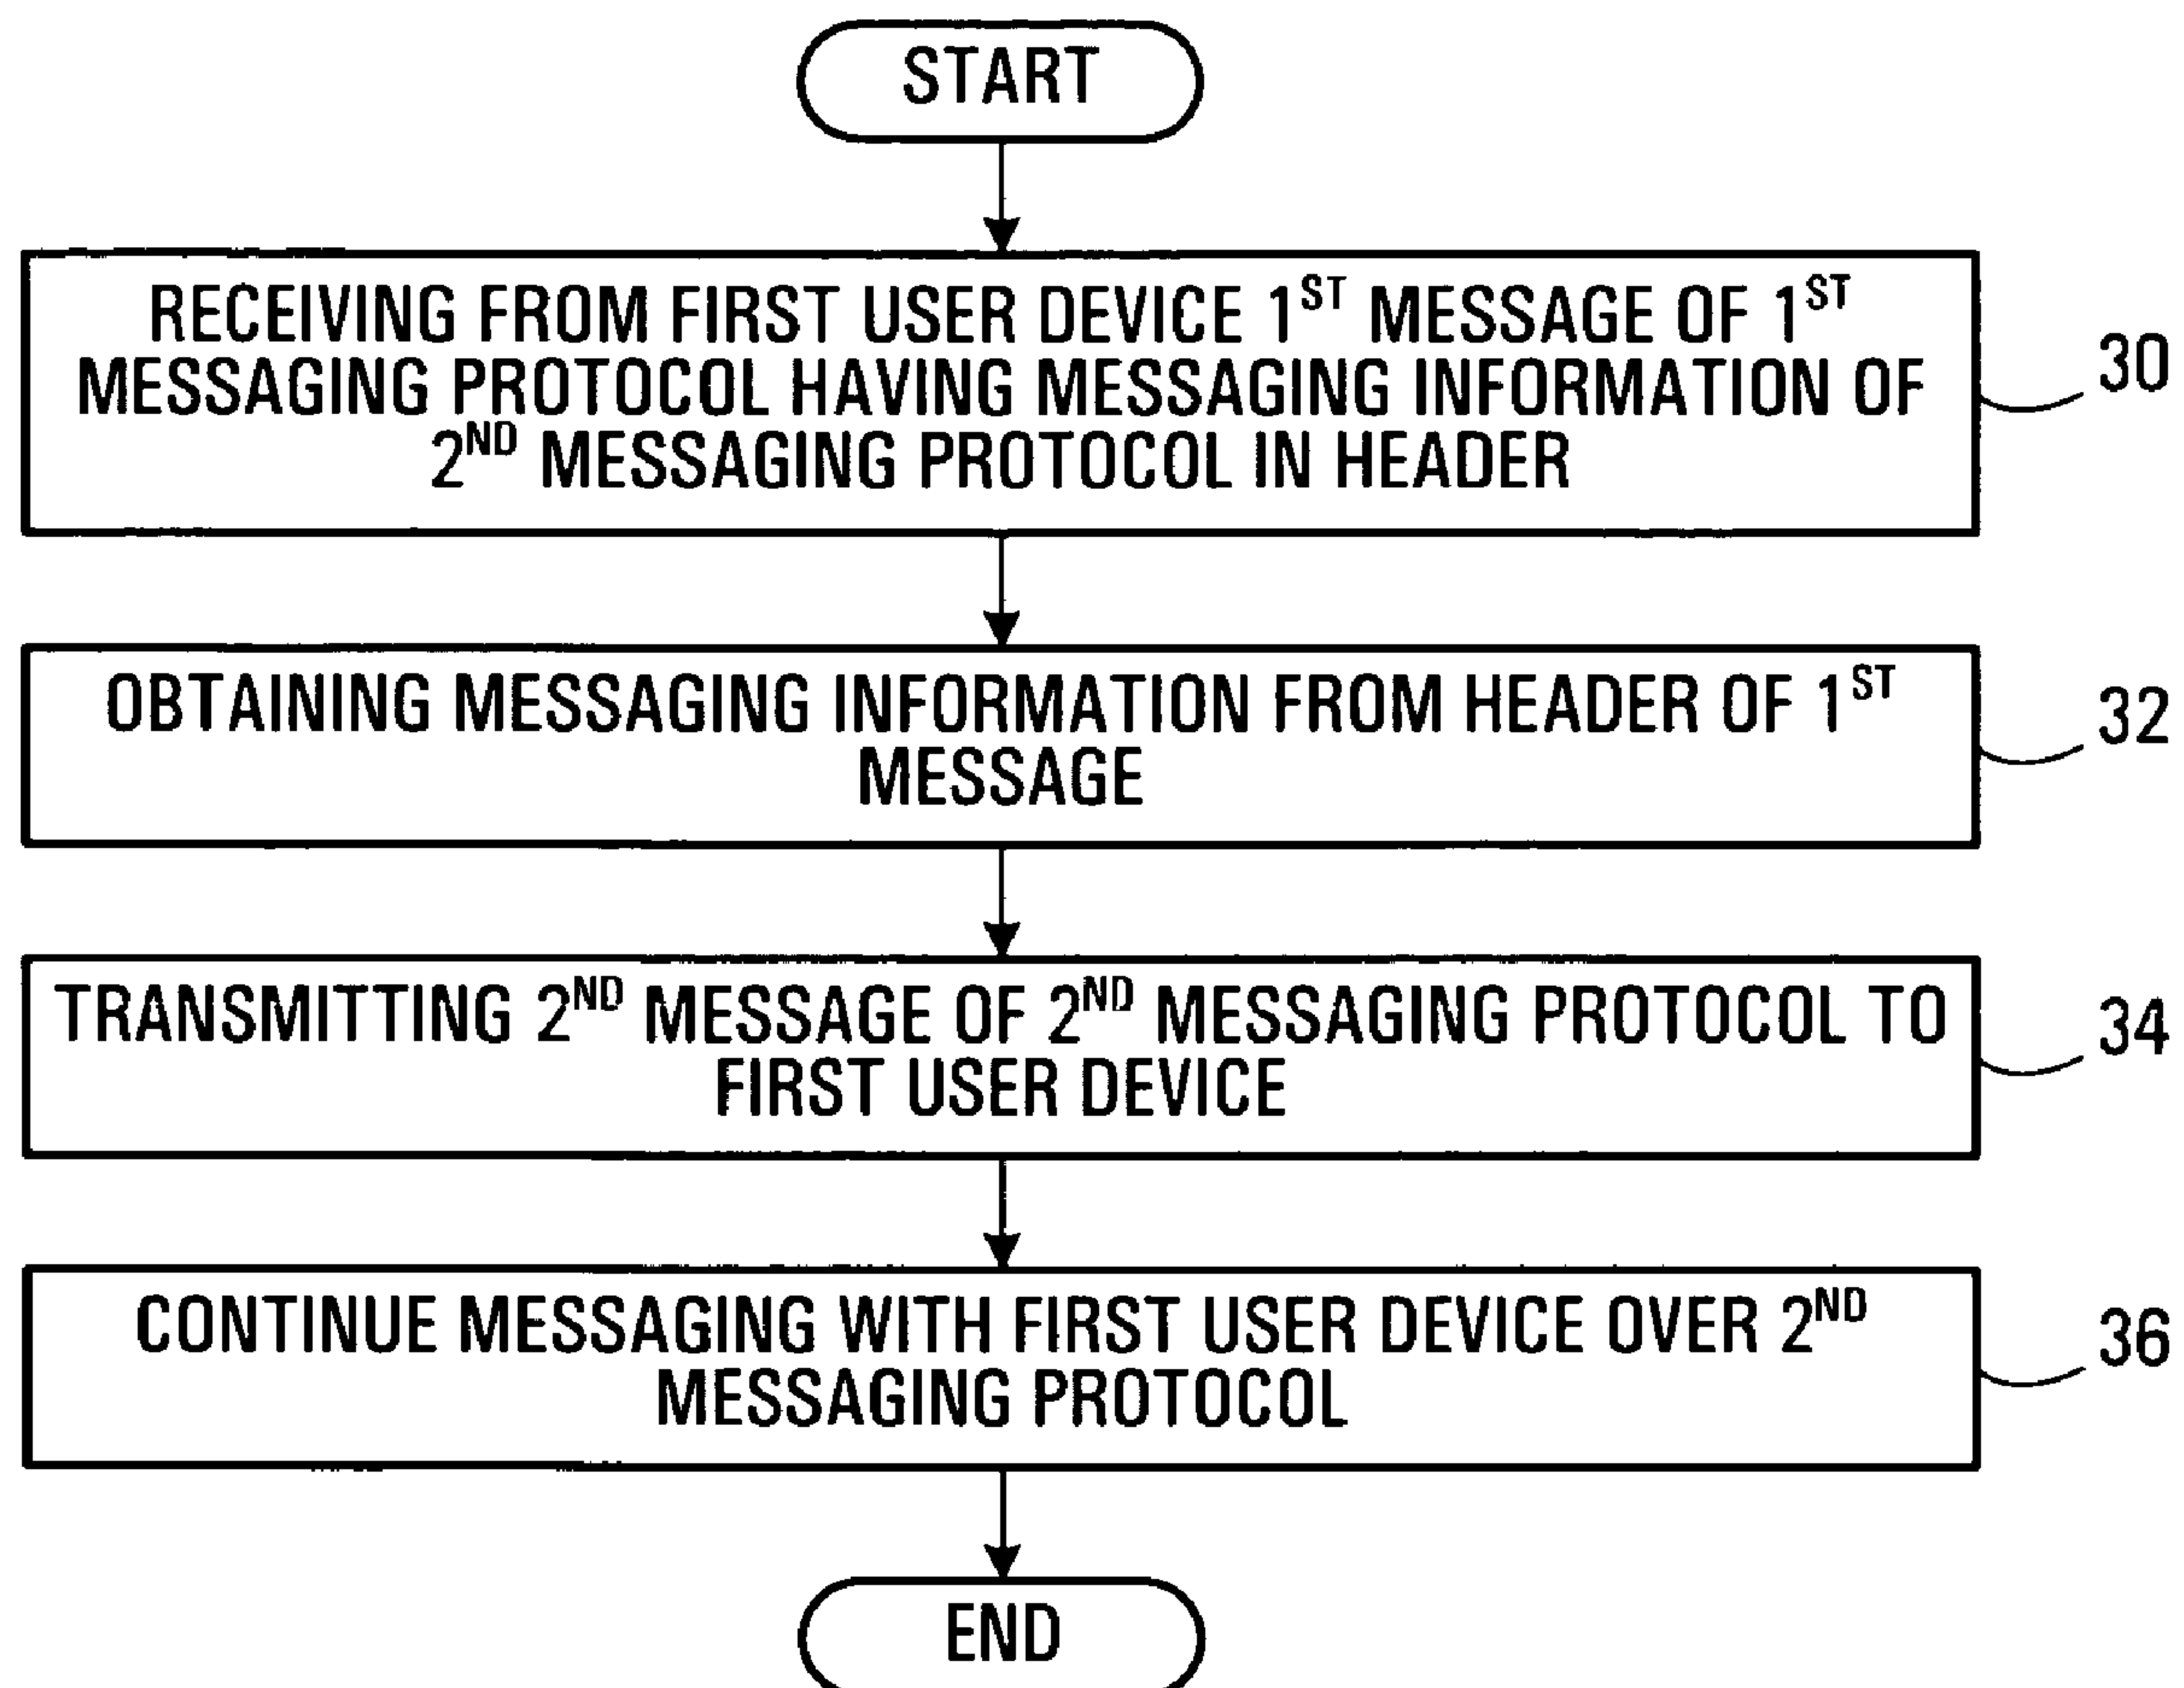 START
RECEIVING FROM FIRST USER DEVICE 1ST MESSAGE OF 1ST
MESSAGING PROTOCOL HAVING MESSAGING INFORMATION OF
2ND MESSAGING PROTOCOL IN HEADER
30
OBTAINING MESSAGING INFORMATION FROM HEADER OF 1ST
MESSAGE
32
TRANSMITTING 2ND MESSAGE OF 2ND MESSAGING PROTOCOL TO
FIRST USER DEVICE
34
CONTINUE MESSAGING WITH FIRST USER DEVICE OVER 2ND
MESSAGING PROTOCOL
36
END